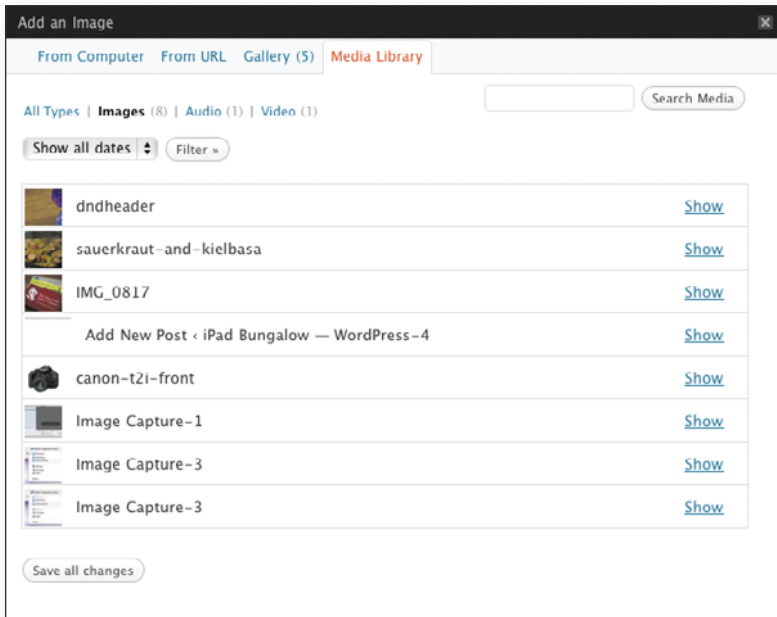 Add an Image
From Computer From URL Gallery (5) Media Library
All Types | Images (8) | Audio (1) | Video (1)
Search Media
Show all dates Filter »
dndheader Show
sauerkraut-and-kielbasa Show
IMG_0817 Show
Add New Post ‹ iPad Bungalow — WordPress-4 Show
canon-t2i-front Show
Image Capture-1 Show
Image Capture-3 Show
Image Capture-3 Show
Save all changes